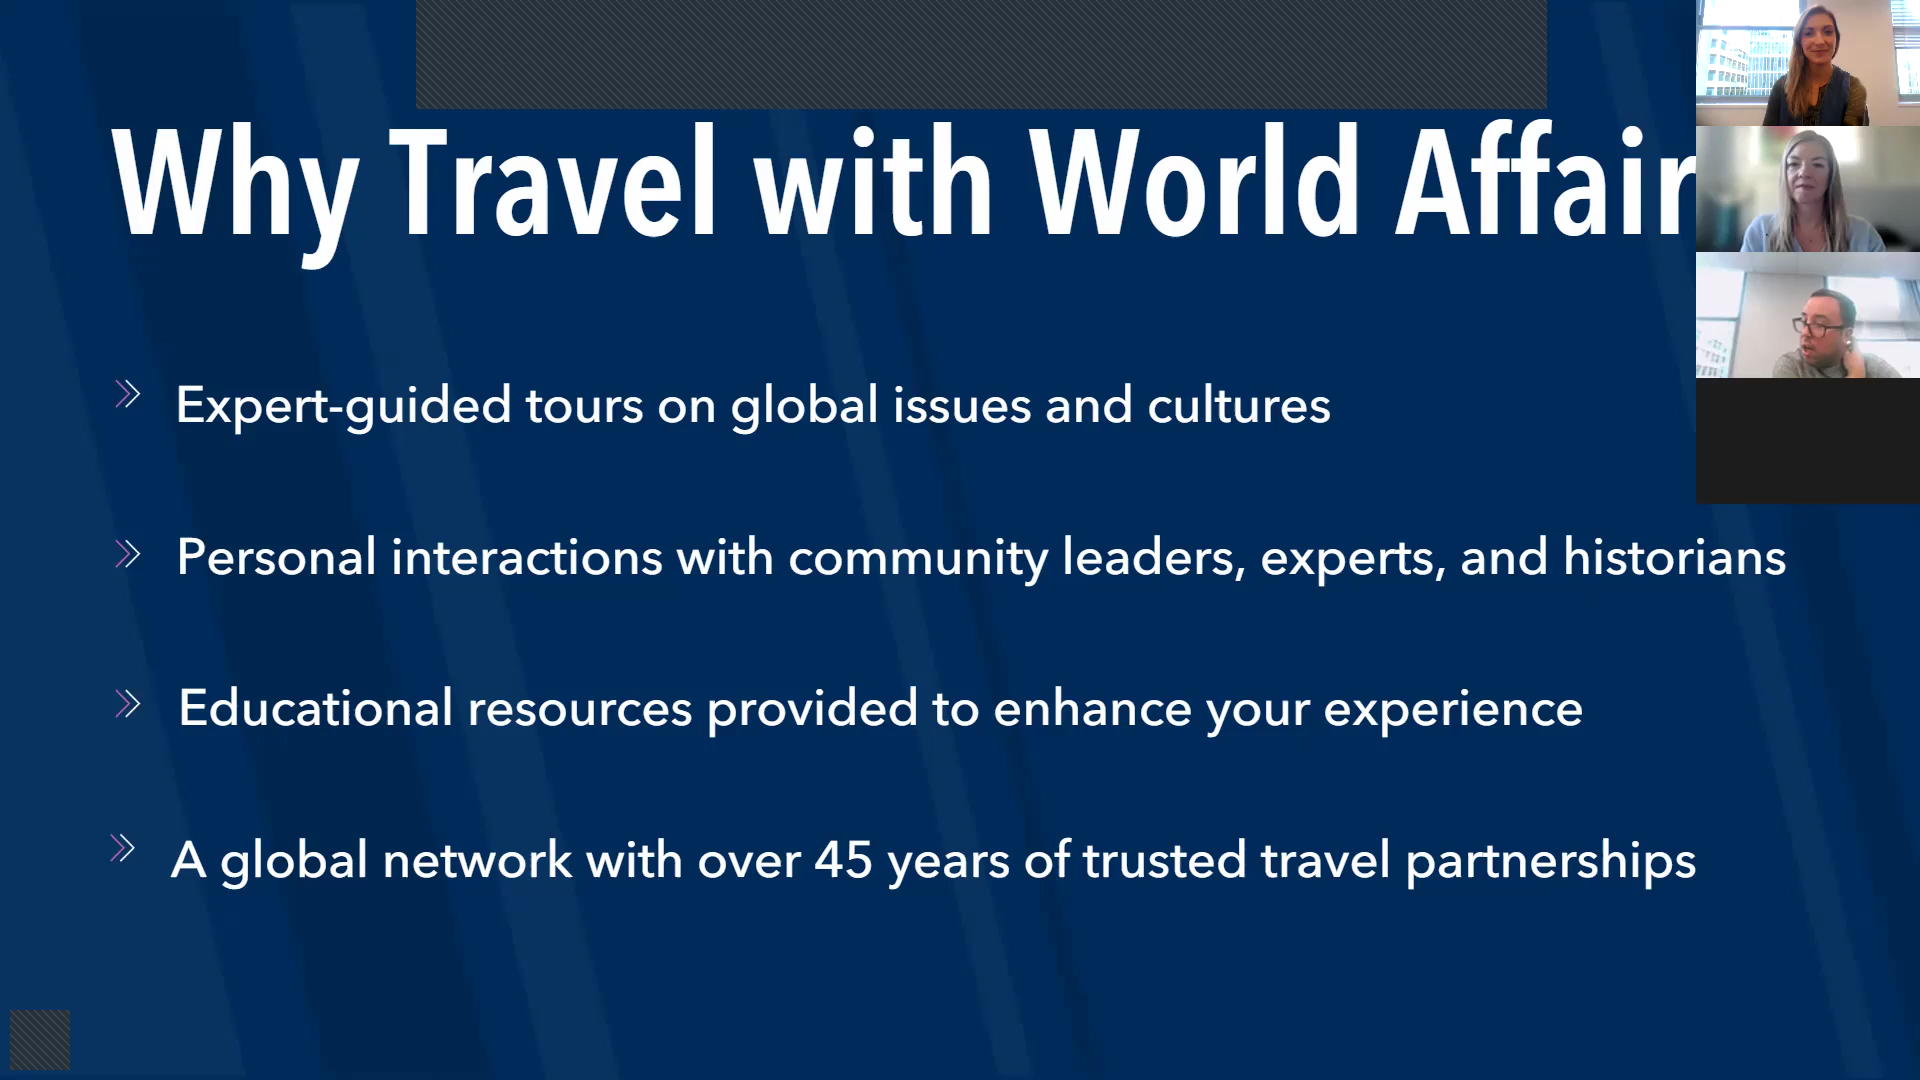 Why Travel with World Affair
Expert-guided tours on global issues and cultures
Personal interactions with community leaders, experts, and historians
Educational resources provided to enhance your experience
A global network with over 45 years of trusted travel partnerships